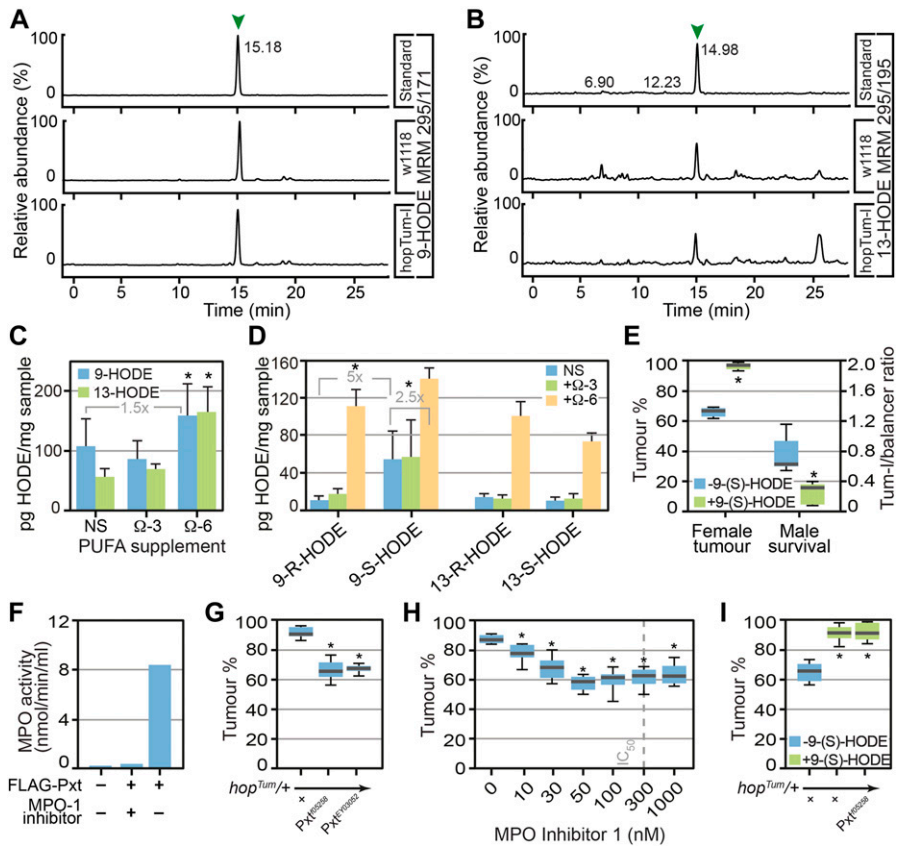 A
100
0
15.18
Standard
100
0
w1118
100
0
hopTum-l
Relative abundance (%)
Relative abundance (%)
9-HODE MRM 295/171
0 5 10 15 20 25
Time (min)
B
100
0
6.90 12.23 14.98
Standard
100
0
w1118
100
0
hopTum-l
Relative abundance (%)
Relative abundance (%)
13-HODE MRM 295/195
0 5 10 15 20 25
Time (min)
C
pg HODE/mg sample
200
100
0
9-HODE
13-HODE
* *
1.5x
NS Ω-3 Ω-6
PUFA supplement
D
pg HODE/mg sample
160
120
80
40
0
5x
*
*
2.5x
NS
+Ω-3
+Ω-6
9-R-HODE
9-S-HODE
13-R-HODE
13-S-HODE
E
Tumour %
100
80
60
40
20
0
*
*
-9-(S)-HODE
+9-(S)-HODE
2.0
1.6
1.2
0.8
0.4
0
Tum-l/balancer ratio
Female tumour
Male survival
F
MPO activity
(nmol/min/ml)
12
8
4
0
FLAG-Pxt − + +
MPO-1 inhibitor − + −
G
Tumour %
100
80
60
40
20
0
* *
hopTum/+
+
PxtEY03052
H
Tumour %
100
80
60
40
20
0
* * * * * *
IC50
0 10 30 50 100 300 1000
MPO Inhibitor 1 (nM)
I
Tumour %
100
80
60
40
20
0
* *
-9-(S)-HODE
+9-(S)-HODE
hopTum/+
+ +